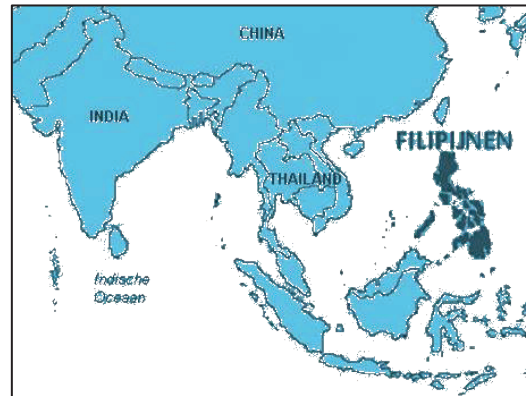 CHINA
INDIA
FILIPIJNEN
THAILAND
Indische
Oceaan